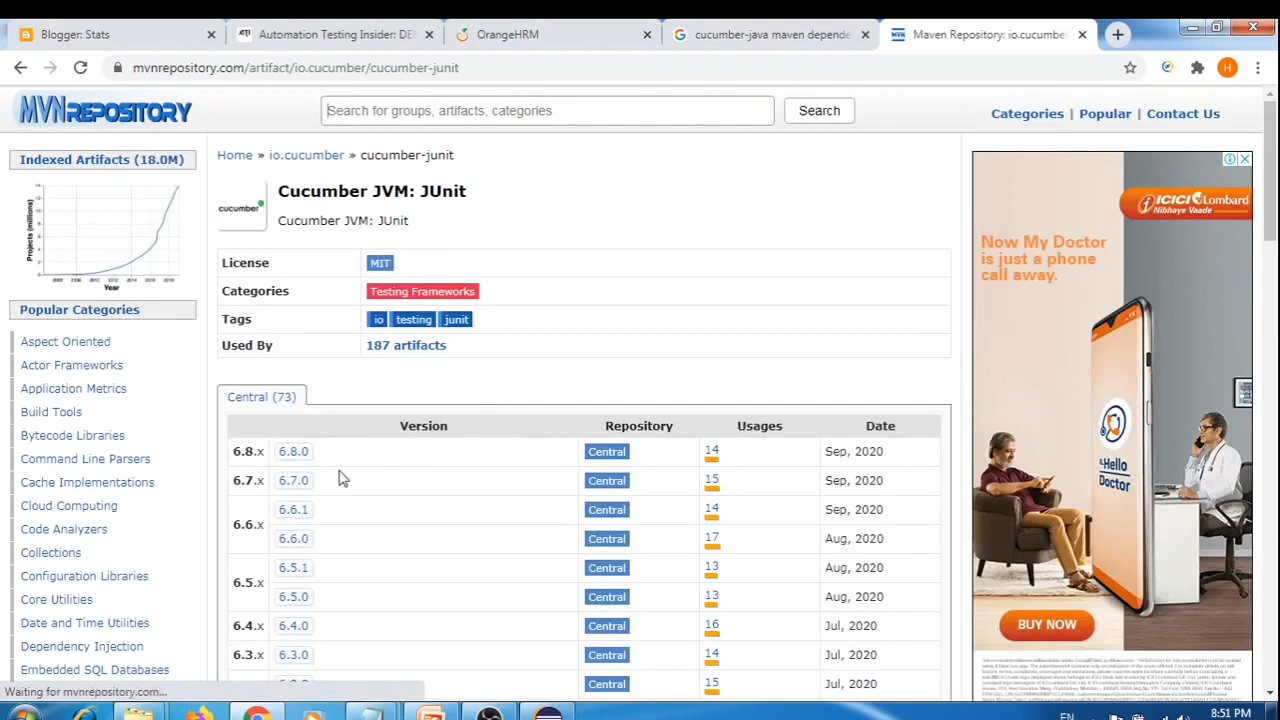 Blogger: Stats
Automation Testing Insider: DEM
OrangeHRM
cucumber-java maven depende
Maven Repository: io.cucumber
mvnrepository.com/artifact/io.cucumber/cucumber-junit
H
MVNREPOSITORY
Search for groups, artifacts, categories
Search
Categories | Popular | Contact Us
Indexed Artifacts (18.0M)
Projects (millions)
Year
Popular Categories
Aspect Oriented
Actor Frameworks
Application Metrics
Build Tools
Bytecode Libraries
Command Line Parsers
Cache Implementations
Cloud Computing
Code Analyzers
Collections
Configuration Libraries
Core Utilities
Date and Time Utilities
Dependency Injection
Embedded SQL Databases
Home » io.cucumber » cucumber-junit
cucumber
Cucumber JVM: JUnit
Cucumber JVM: JUnit
License MIT
Categories Testing Frameworks
Tags io testing junit
Used By 187 artifacts
Central (73)
Version Repository Usages Date
6.8.x 6.8.0 Central 14 Sep, 2020
6.7.x 6.7.0 Central 15 Sep, 2020
6.6.x 6.6.1 Central 14 Sep, 2020
6.6.0 Central 17 Aug, 2020
6.5.x 6.5.1 Central 13 Aug, 2020
6.5.0 Central 13 Aug, 2020
6.4.x 6.4.0 Central 16 Jul, 2020
6.3.x 6.3.0 Central 14 Jul, 2020
Central 15 Jul, 2020
ICICI Lombard
Nibhaye Vaade
Now My Doctor
is just a phone
call away.
Hello
Doctor
BUY NOW
Waiting for mvnrepository.com...
EN
8:51 PM